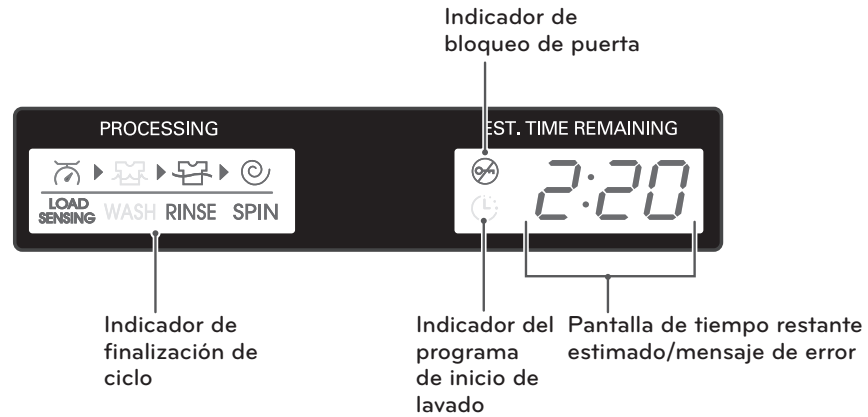 Indicador de
bloqueo de puerta
PROCESSING
EST. TIME REMAINING
2:20
LOAD
SENSING
WASH RINSE SPIN
Indicador de
finalización de
ciclo
Indicador del
programa
de inicio de
lavado
Pantalla de tiempo restante
estimado/mensaje de error